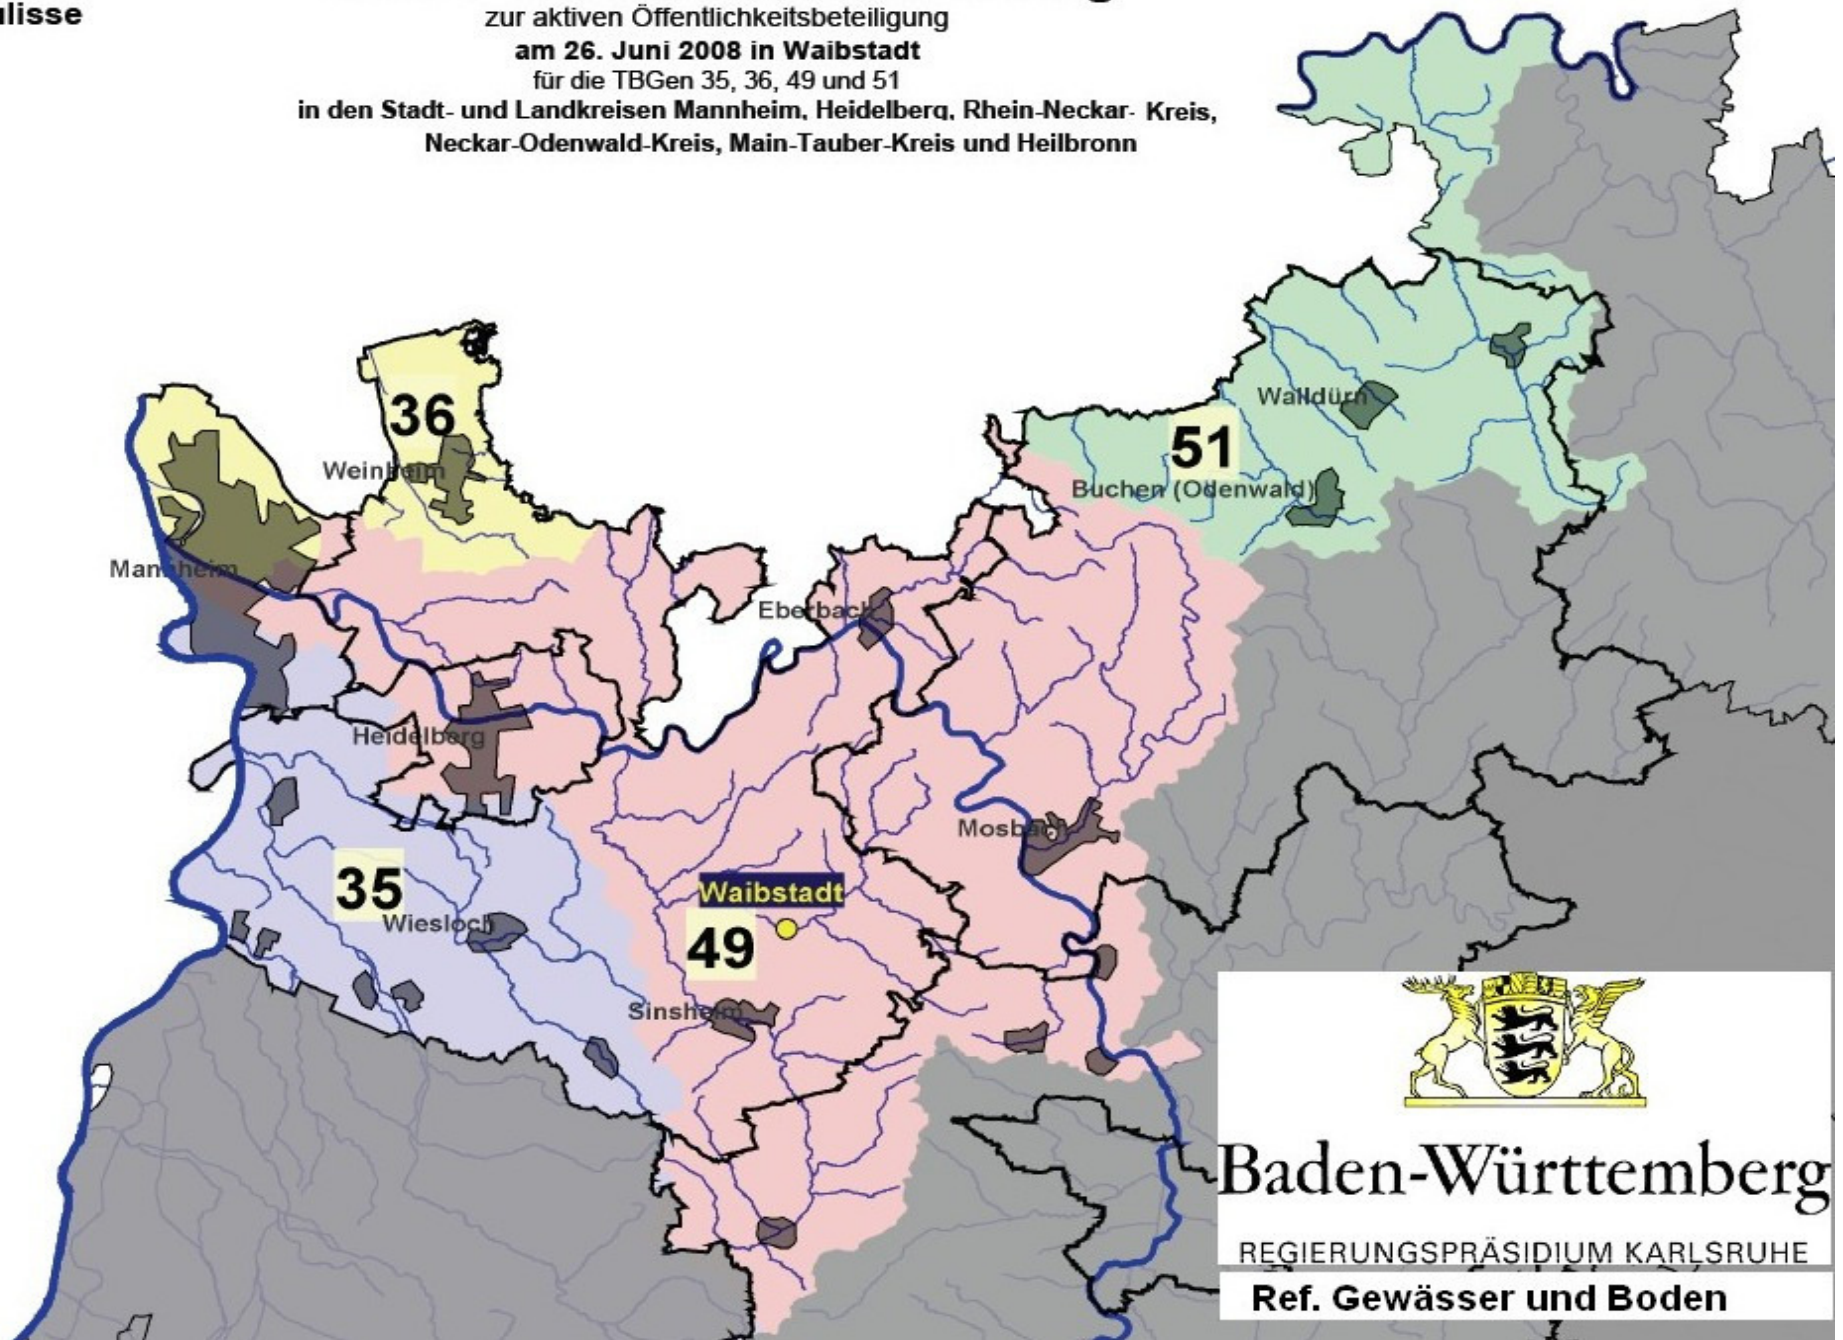 zur aktiven Öffentlichkeitsbeteiligung
am 26. Juni 2008 in Waibstadt
für die TBGen 35, 36, 49 und 51
in den Stadt- und Landkreisen Mannheim, Heidelberg, Rhein-Neckar- Kreis,
Neckar-Odenwald-Kreis, Main-Tauber-Kreis und Heilbronn
36
Walldürn
51
Weinheim
Buchen (Odenwald)
Mannheim
Eberbach
Heidelberg
Mosbach
35
Waibstadt
Wiesloch
49
Sinsheim
Baden-Württemberg
REGIERUNGSPRÄSIDIUM KARLSRUHE
Ref. Gewässer und Boden